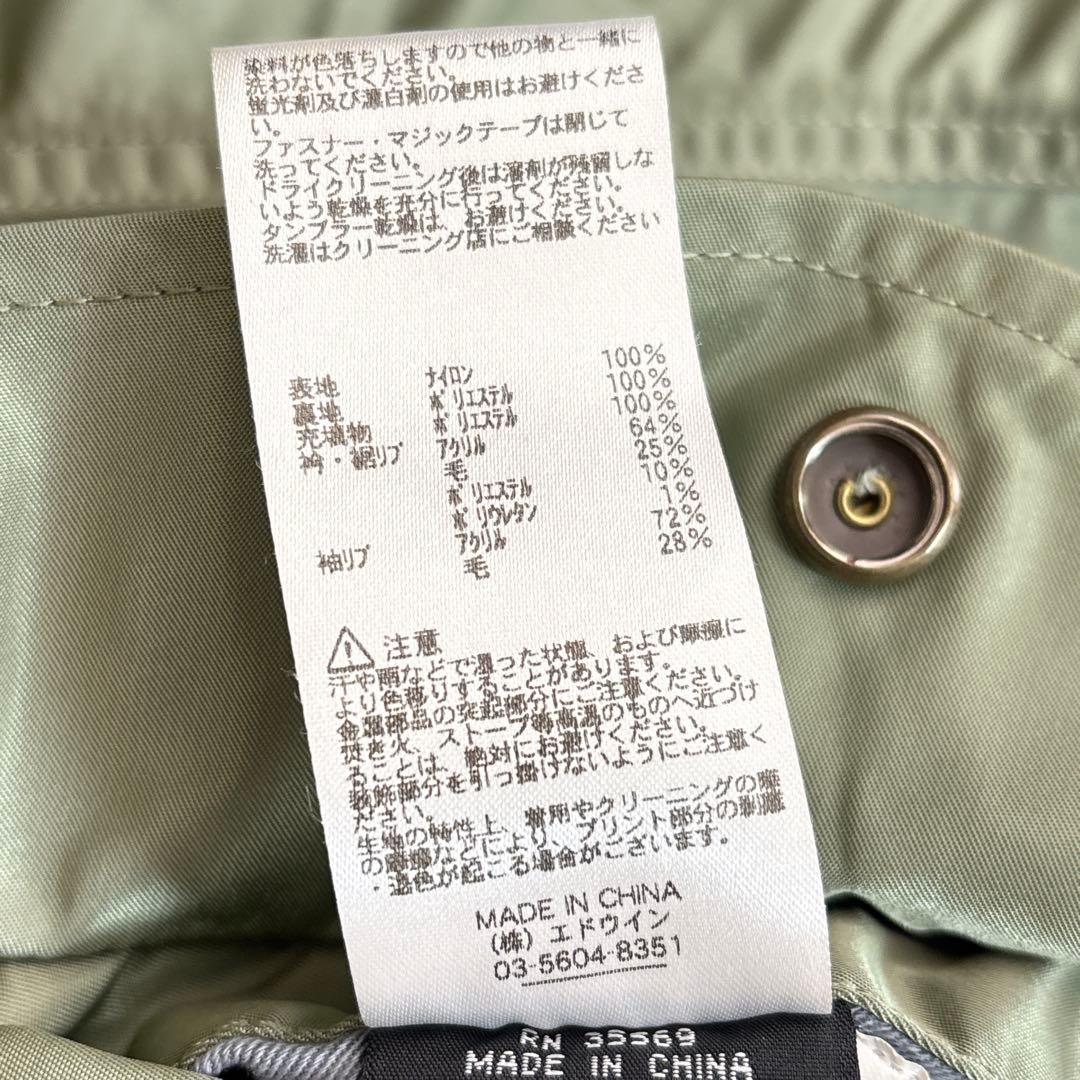 染料が色落ちしますので他の物と一緒に
洗わないでください。
蛍光剤及び漂白剤の使用はお避けくださ
い。
ファスナー・マジックテープは閉じて
洗ってください。
ドライクリーニング後は溶剤が残留しな
いよう乾燥を充分に行ってください。
タンブラー乾燥は、お避けください。
洗濯はクリーニング店にご相談ください
表地 ナイロン 100%
裏地 ポリエステル 100%
充填物 ポリエステル 100%
衿・裾リブ アクリル 64%
毛 25%
ポリエステル 10%
ポリウレタン 1%
袖リブ アクリル 72%
毛 28%
⚠ 注意
汗や雨などで湿った状態、および摩擦に
より色移りすることがあります。
金属部品の突起部分にご注意ください。
焚き火、ストーブ等高温のものへ近づけ
ることは、絶対にお避けください。
装飾部分を引っ掛けないようにご注意く
ださい。
生地の特性上、着用やクリーニングの際
の摩擦などにより、プリント部分の剥離
・退色が起こる場合がございます。
MADE IN CHINA
(株)エドウイン
03-5604-8351
RN 35569
MADE IN CHINA